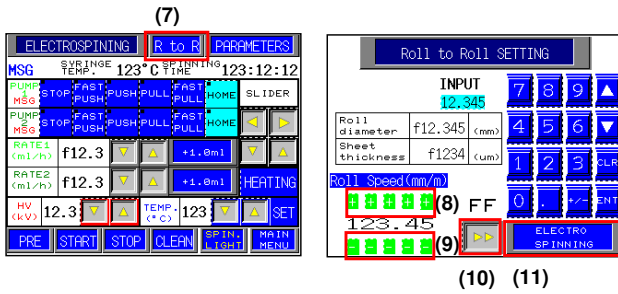 (7)
ELECTROSPINING R to R PARAMETERS
MSG SYRINGE TEMP. 123°C SPINNING TIME 123:12:12
PUMP 1 MSG STOP FAST PUSH PUSH PULL FAST PULL HOME SLIDER
PUMP 2 MSG STOP FAST PUSH PUSH PULL FAST PULL HOME
RATE1 (ml/h) f12.3 +1.0ml
RATE2 (ml/h) f12.3 +1.0ml HEATING
HV (kV) 12.3 TEMP. (°C) 123 SET
PRE START STOP CLEAN SPIN. LIGHT MAIN MENU
Roll to Roll SETTING
INPUT
12.345
Roll diameter f12.345 (mm)
Sheet thickness f1234 (um)
Roll Speed(mm/m)
+ + + + + (8) FF
123.45
- - - - - (9)
7 8 9
4 5 6
1 2 3 CLR
0 . +/- ENT
ELECTRO SPINNING
(10) (11)